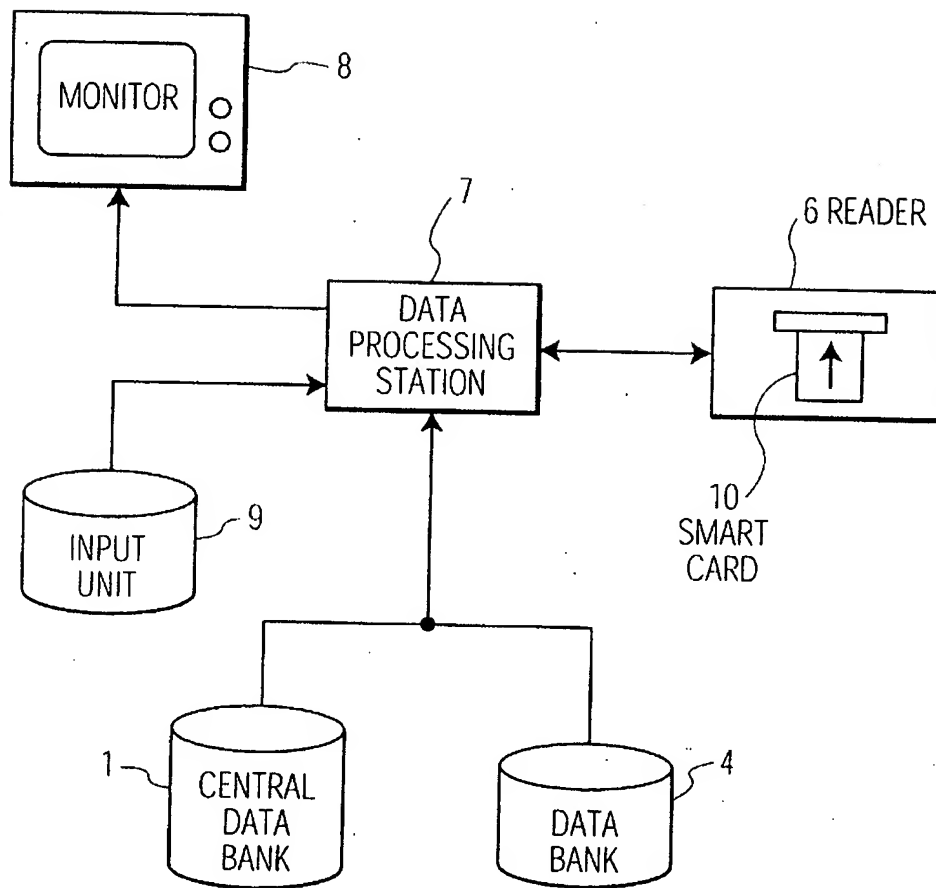 8
MONITOR
7
6 READER
DATA
PROCESSING
STATION
10
SMART
CARD
9
INPUT
UNIT
1
CENTRAL
DATA
BANK
4
DATA
BANK